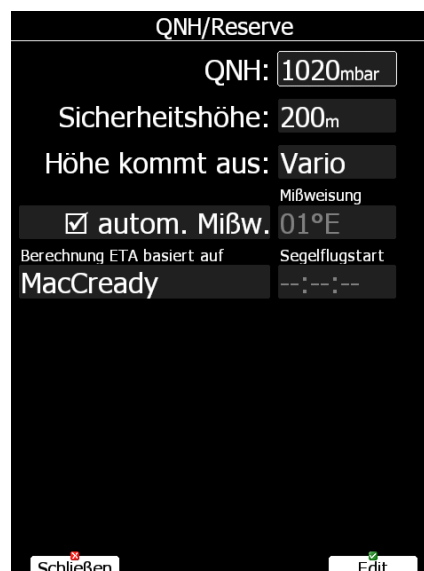 QNH/Reserve
QNH: 1020mbar
Sicherheitshöhe: 200m
Höhe kommt aus: Vario
Mißweisung
autom. Mißw. 01°E
Berechnung ETA basiert auf Segelflugstart
MacCready --:--:--
Schließen Edit